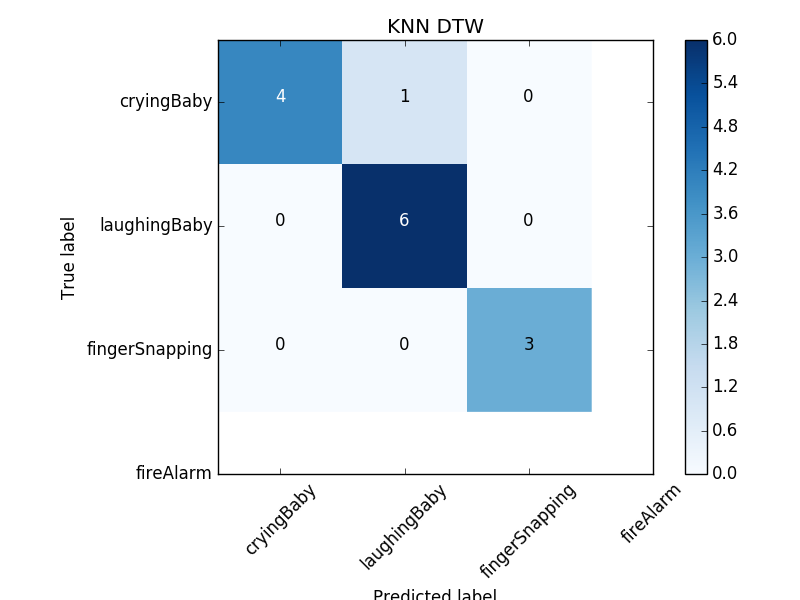 KNN DTW
6.0
cryingBaby 4 1 0
5.4
4.8
4.2
laughingBaby 0 6 0
3.6
True label
3.0
fingerSnapping 0 0 3
2.4
1.8
1.2
0.6
fireAlarm
0.0
cryingBaby laughingBaby fingerSnapping fireAlarm
Predicted label